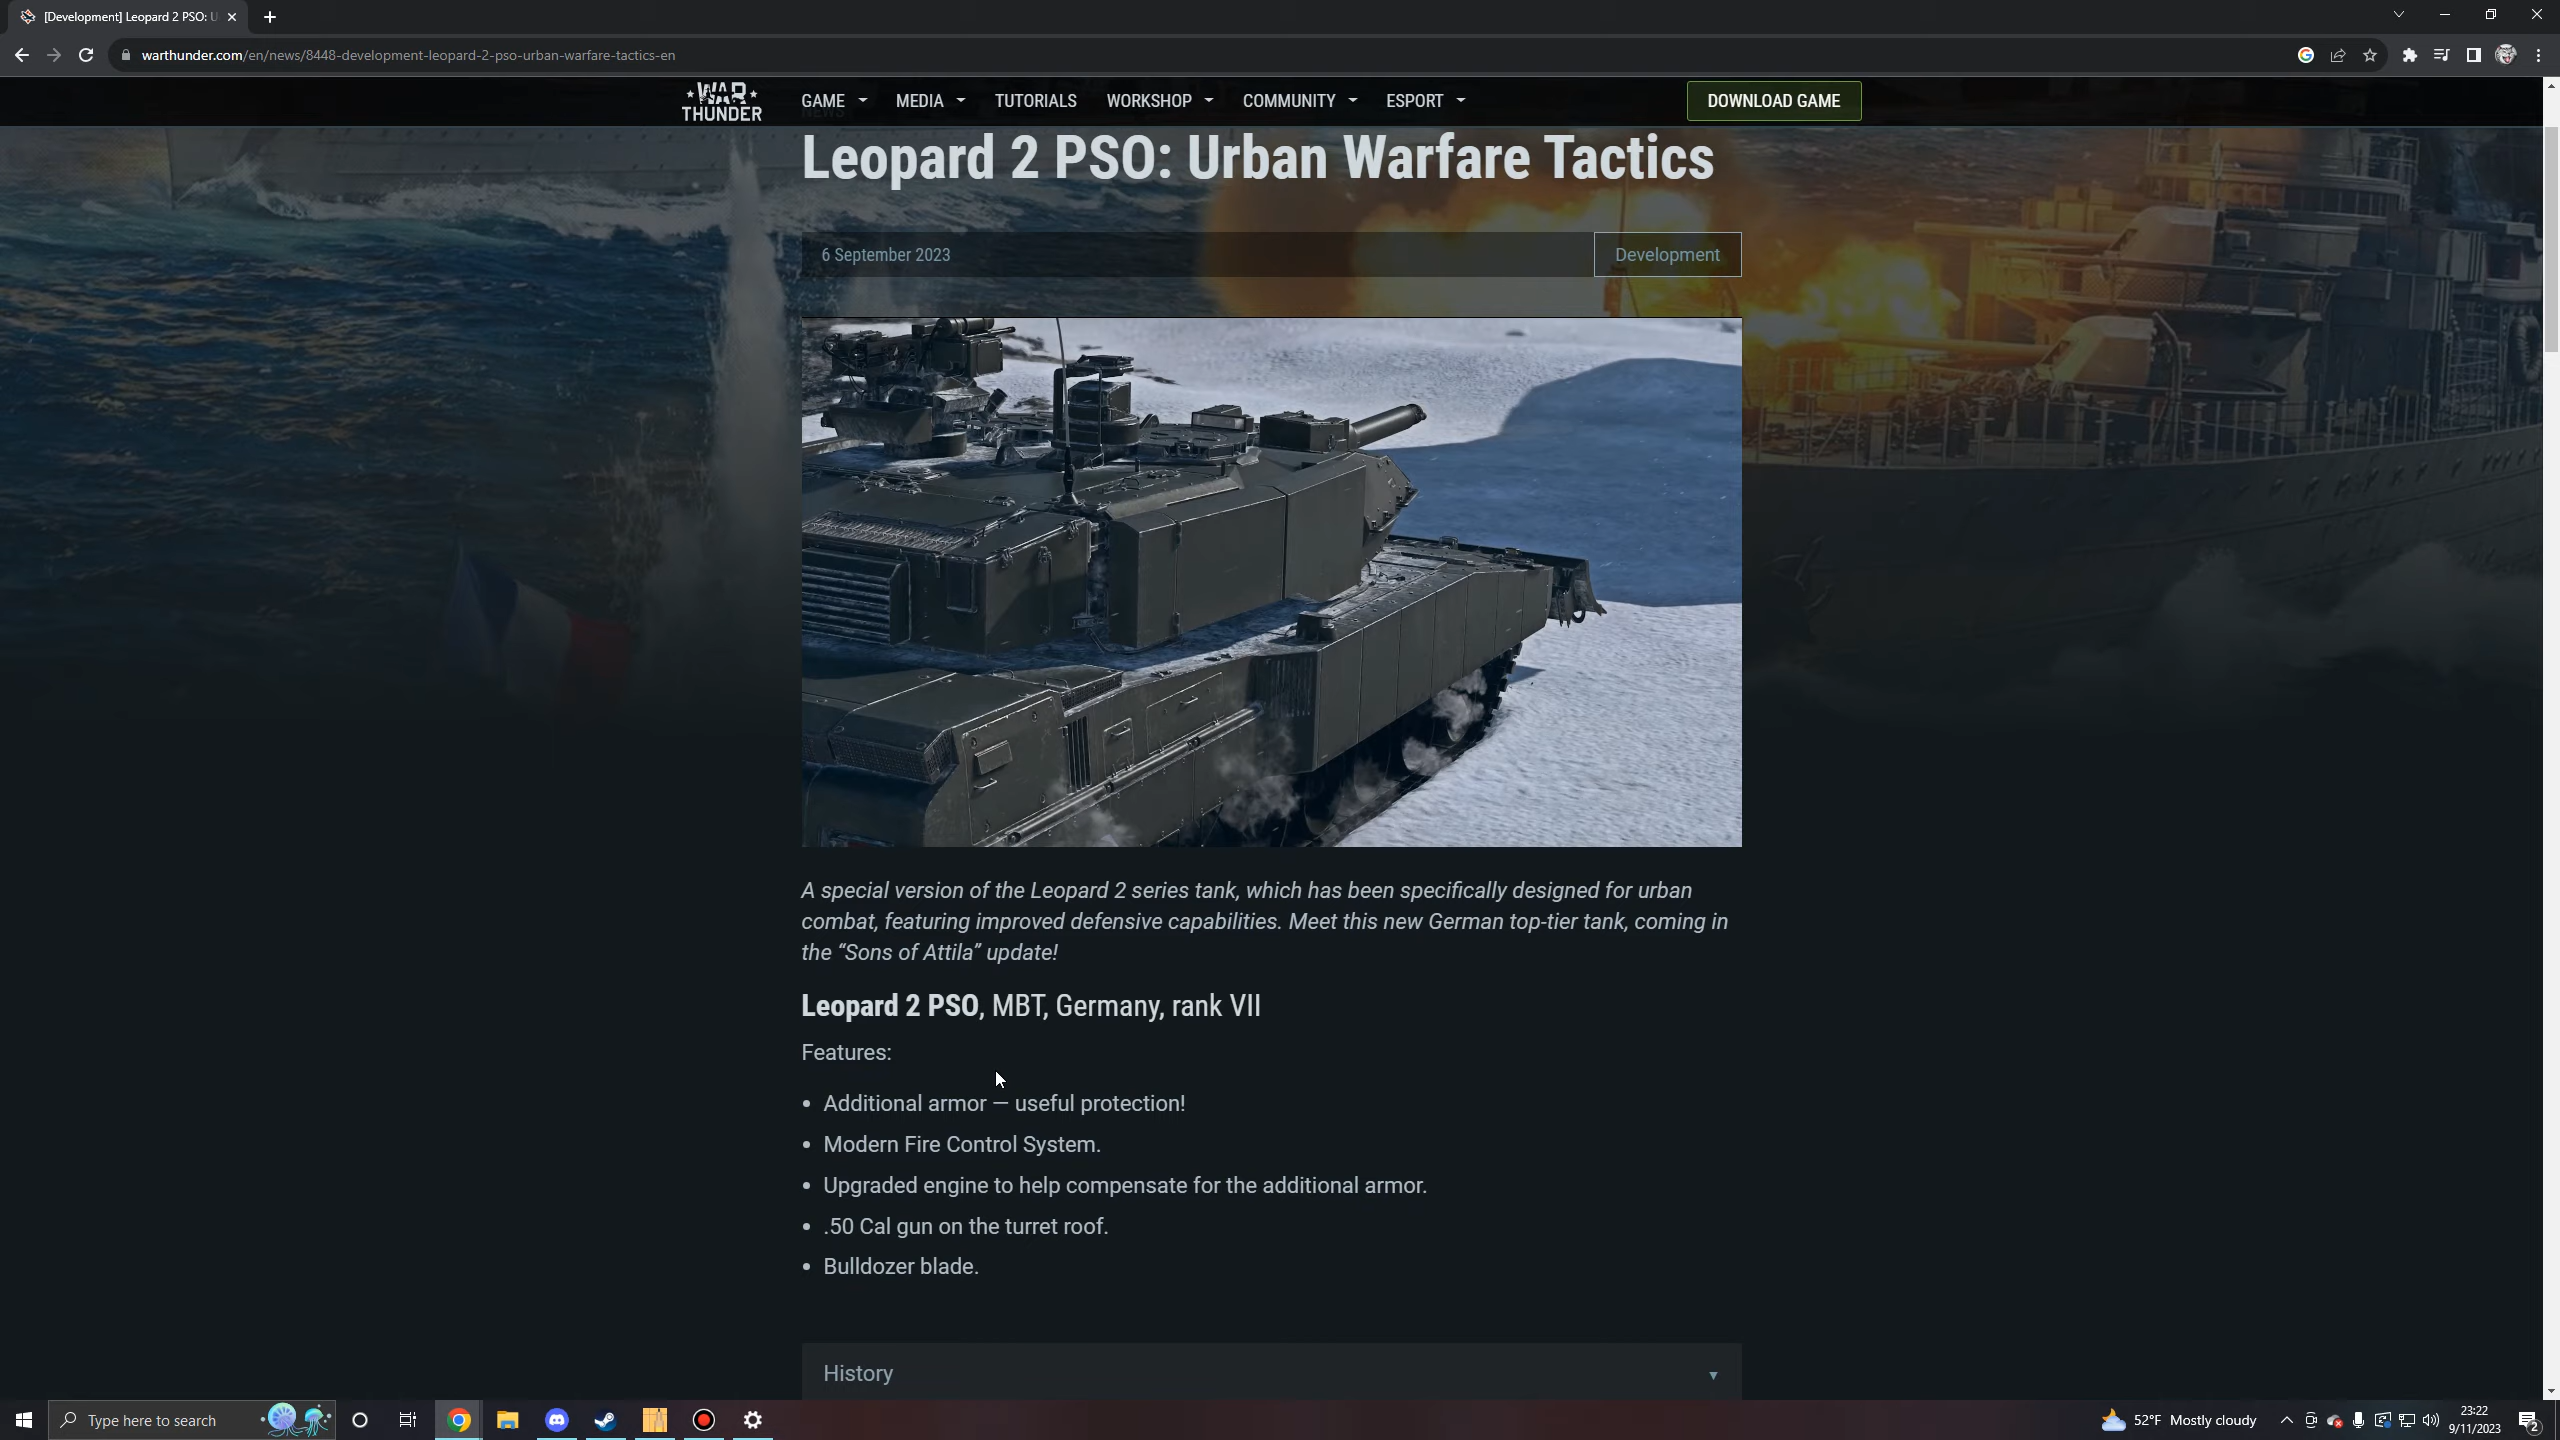 [Development] Leopard 2 PSO: U
warthunder.com/en/news/8448-development-leopard-2-pso-urban-warfare-tactics-en
WAR THUNDER
GAME MEDIA TUTORIALS WORKSHOP COMMUNITY ESPORT DOWNLOAD GAME
NEWS
Leopard 2 PSO: Urban Warfare Tactics
6 September 2023
Development
A special version of the Leopard 2 series tank, which has been specifically designed for urban
combat, featuring improved defensive capabilities. Meet this new German top-tier tank, coming in
the “Sons of Attila” update!
Leopard 2 PSO, MBT, Germany, rank VII
Features:
• Additional armor — useful protection!
• Modern Fire Control System.
• Upgraded engine to help compensate for the additional armor.
• .50 Cal gun on the turret roof.
• Bulldozer blade.
History
Type here to search
52°F Mostly cloudy
23:22
9/11/2023
2